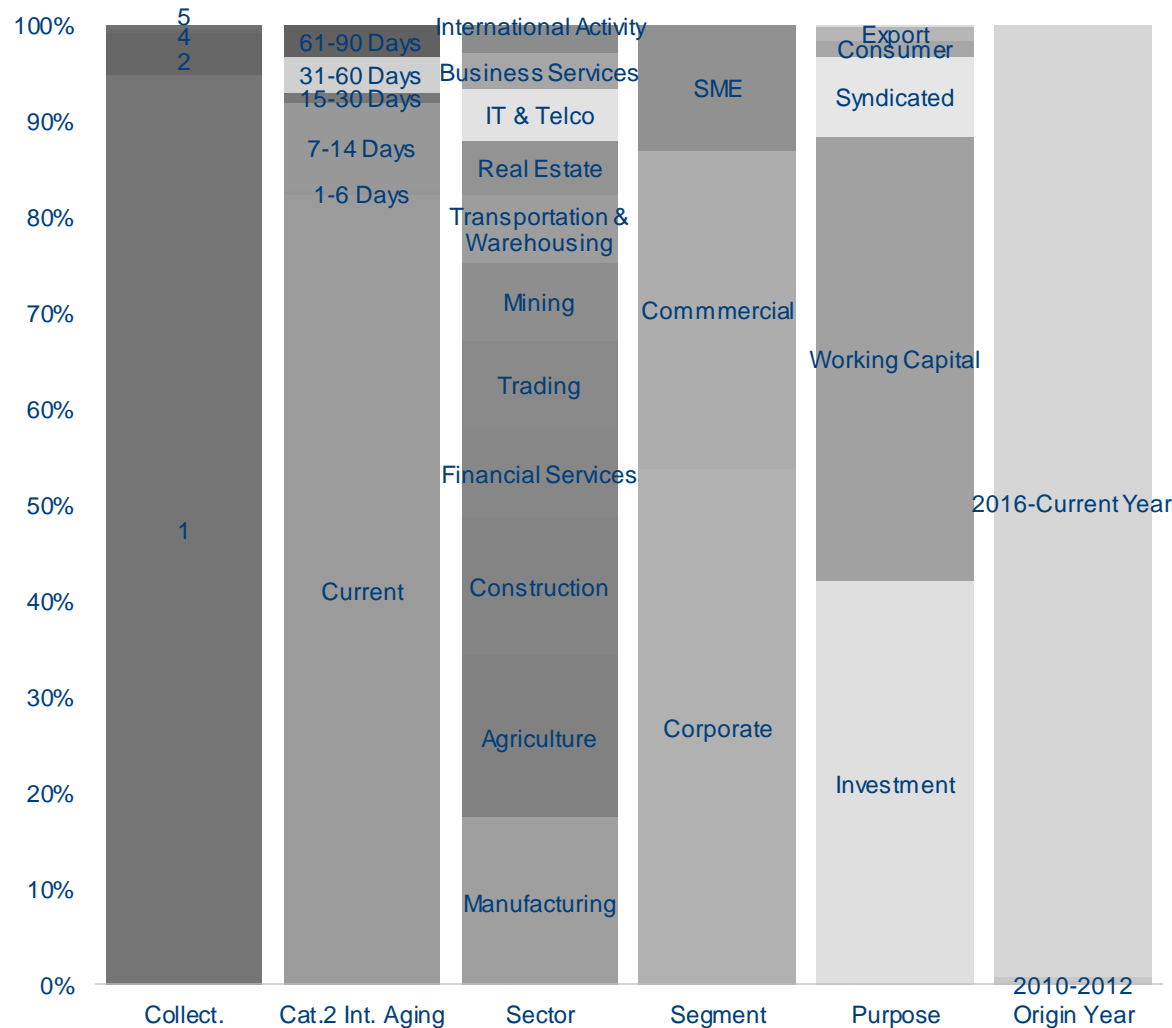 100%
90%
80%
70%
60%
50%
40%
30%
20%
10%
0%
5
4
2
1
61-90 Days
31-60 Days
15-30 Days
7-14 Days
1-6 Days
Current
International Activity
Business Services
IT & Telco
Real Estate
Transportation &
Warehousing
Mining
Trading
Financial Services
Construction
Agriculture
Manufacturing
SME
Commmercial
Corporate
Export
Consumer
Syndicated
Working Capital
Investment
2016-Current Year
2010-2012
Collect.
Cat.2 Int. Aging
Sector
Segment
Purpose
Origin Year